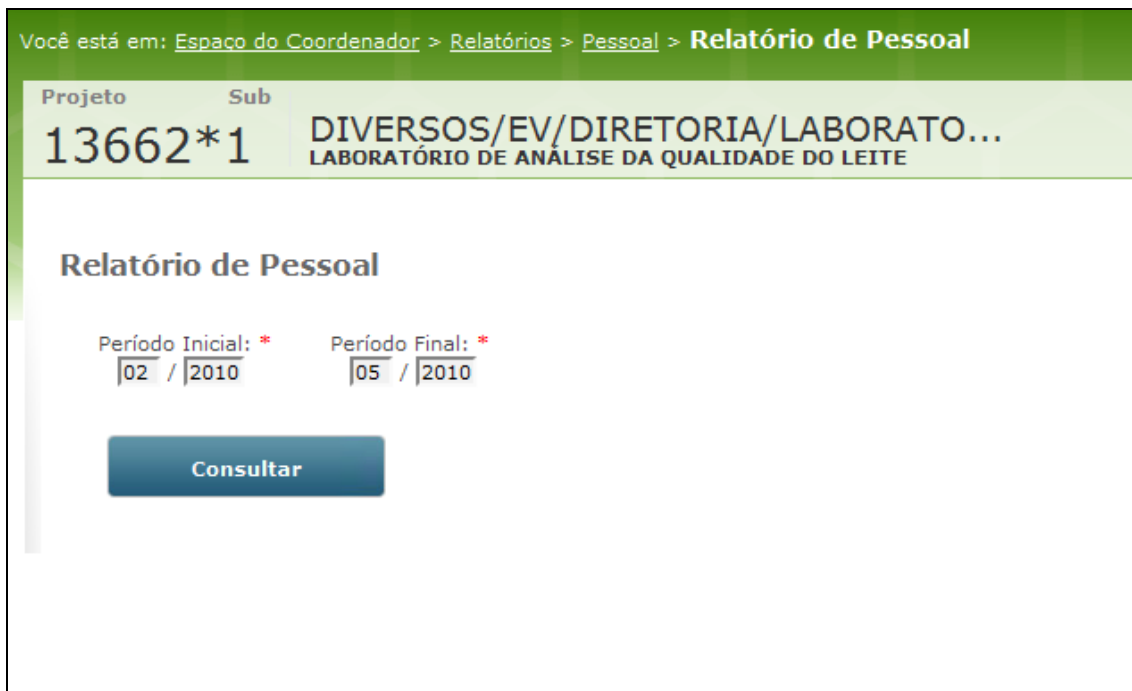 Você está em: Espaço do Coordenador > Relatórios > Pessoal > Relatório de Pessoal
Projeto Sub
13662*1 DIVERSOS/EV/DIRETORIA/LABORATO...
LABORATÓRIO DE ANÁLISE DA QUALIDADE DO LEITE
Relatório de Pessoal
Período Inicial: * Período Final: *
02 / 2010 05 / 2010
Consultar